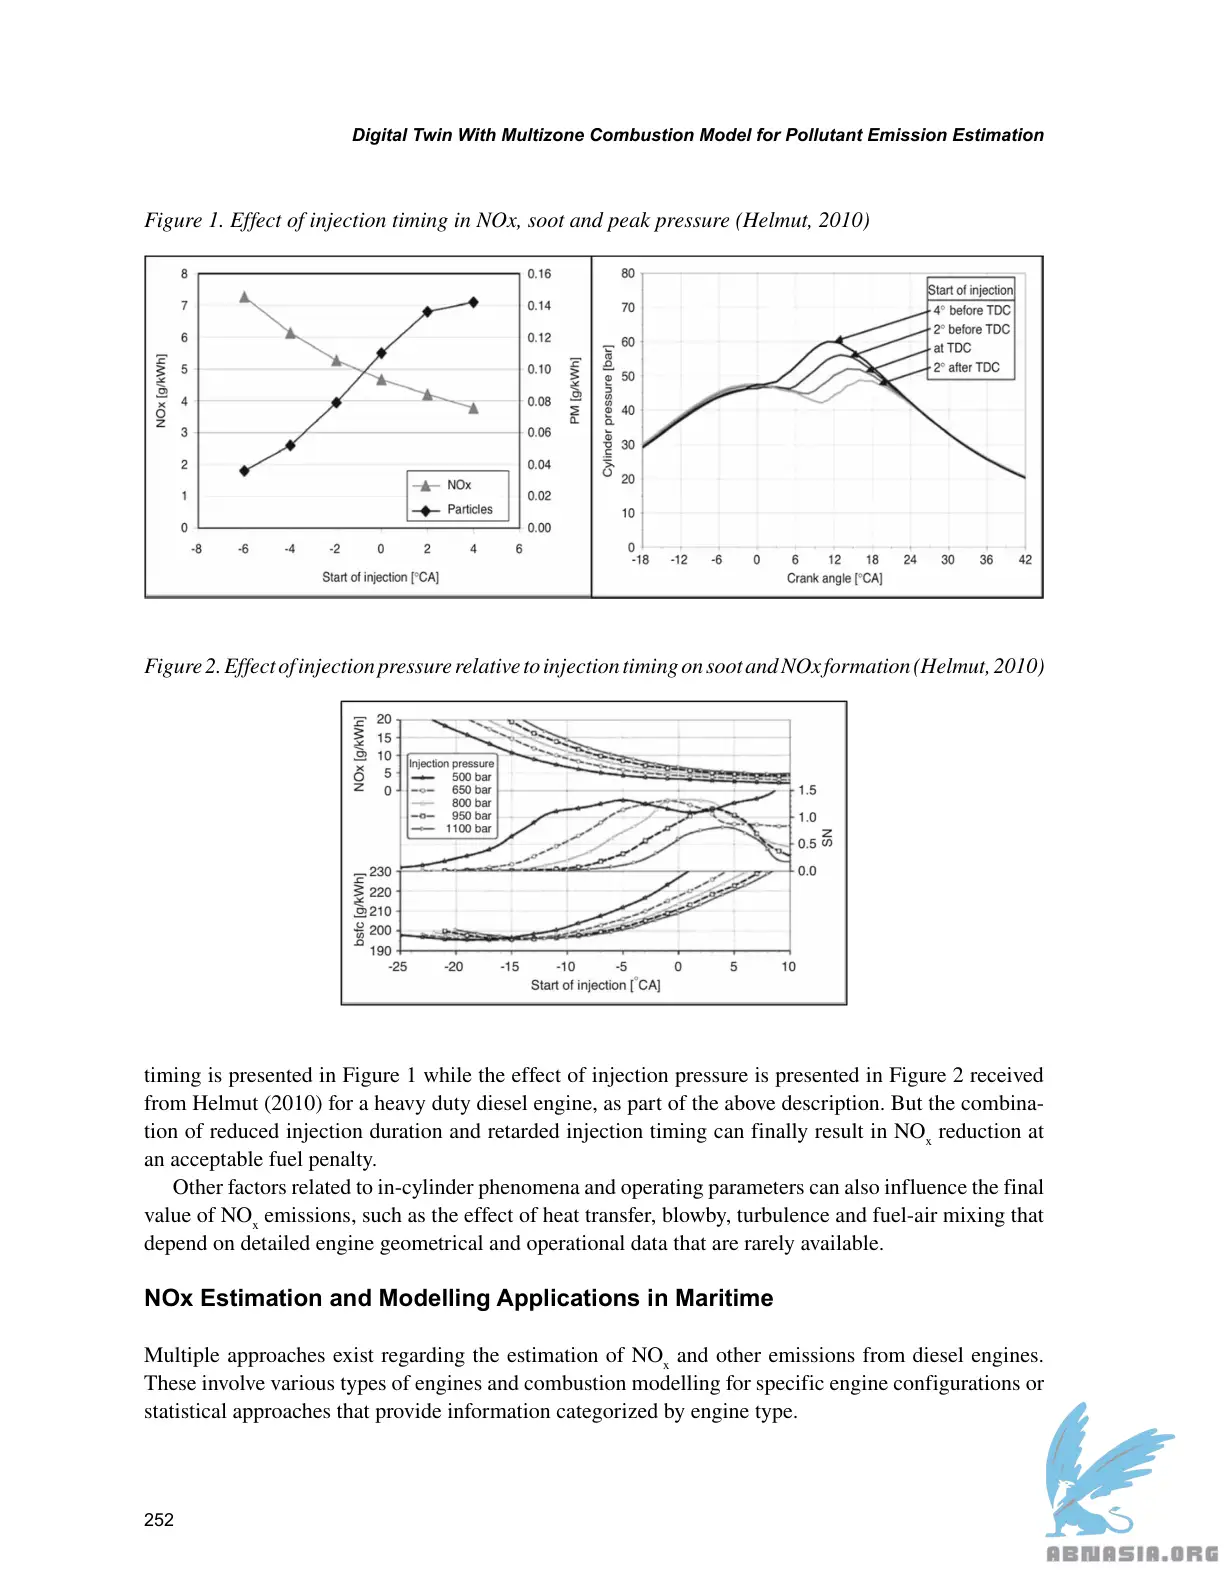 Digital Twin With Multizone Combustion Model for Pollutant Emission Estimation
Figure 1. Effect of injection timing in NOx, soot and peak pressure (Helmut, 2010)
8
7
6
5
4
3
2
1
0
NOx [g/kWh]
0.16
0.14
0.12
0.10
0.08
0.06
0.04
0.02
0.00
PM [g/kWh]
NOx
Particles
-8 -6 -4 -2 0 2 4 6
Start of injection [°CA]
80
70
60
50
40
30
20
10
0
Cylinder pressure [bar]
Start of injection
4° before TDC
2° before TDC
at TDC
2° after TDC
-18 -12 -6 0 6 12 18 24 30 36 42
Crank angle [°CA]
Figure 2. Effect of injection pressure relative to injection timing on soot and NOx formation (Helmut, 2010)
NOx [g/kWh]
20
15
10
5
0
Injection pressure
500 bar
650 bar
800 bar
950 bar
1100 bar
1.5
1.0
0.5
0.0
SN
bsfc [g/kWh]
230
220
210
200
190
-25 -20 -15 -10 -5 0 5 10
Start of injection [°CA]
timing is presented in Figure 1 while the effect of injection pressure is presented in Figure 2 received
from Helmut (2010) for a heavy duty diesel engine, as part of the above description. But the combina-
tion of reduced injection duration and retarded injection timing can finally result in NOx reduction at
an acceptable fuel penalty.
Other factors related to in-cylinder phenomena and operating parameters can also influence the final
value of NOx emissions, such as the effect of heat transfer, blowby, turbulence and fuel-air mixing that
depend on detailed engine geometrical and operational data that are rarely available.
NOx Estimation and Modelling Applications in Maritime
Multiple approaches exist regarding the estimation of NOx and other emissions from diesel engines.
These involve various types of engines and combustion modelling for specific engine configurations or
statistical approaches that provide information categorized by engine type.
252
ABNASIA.ORG